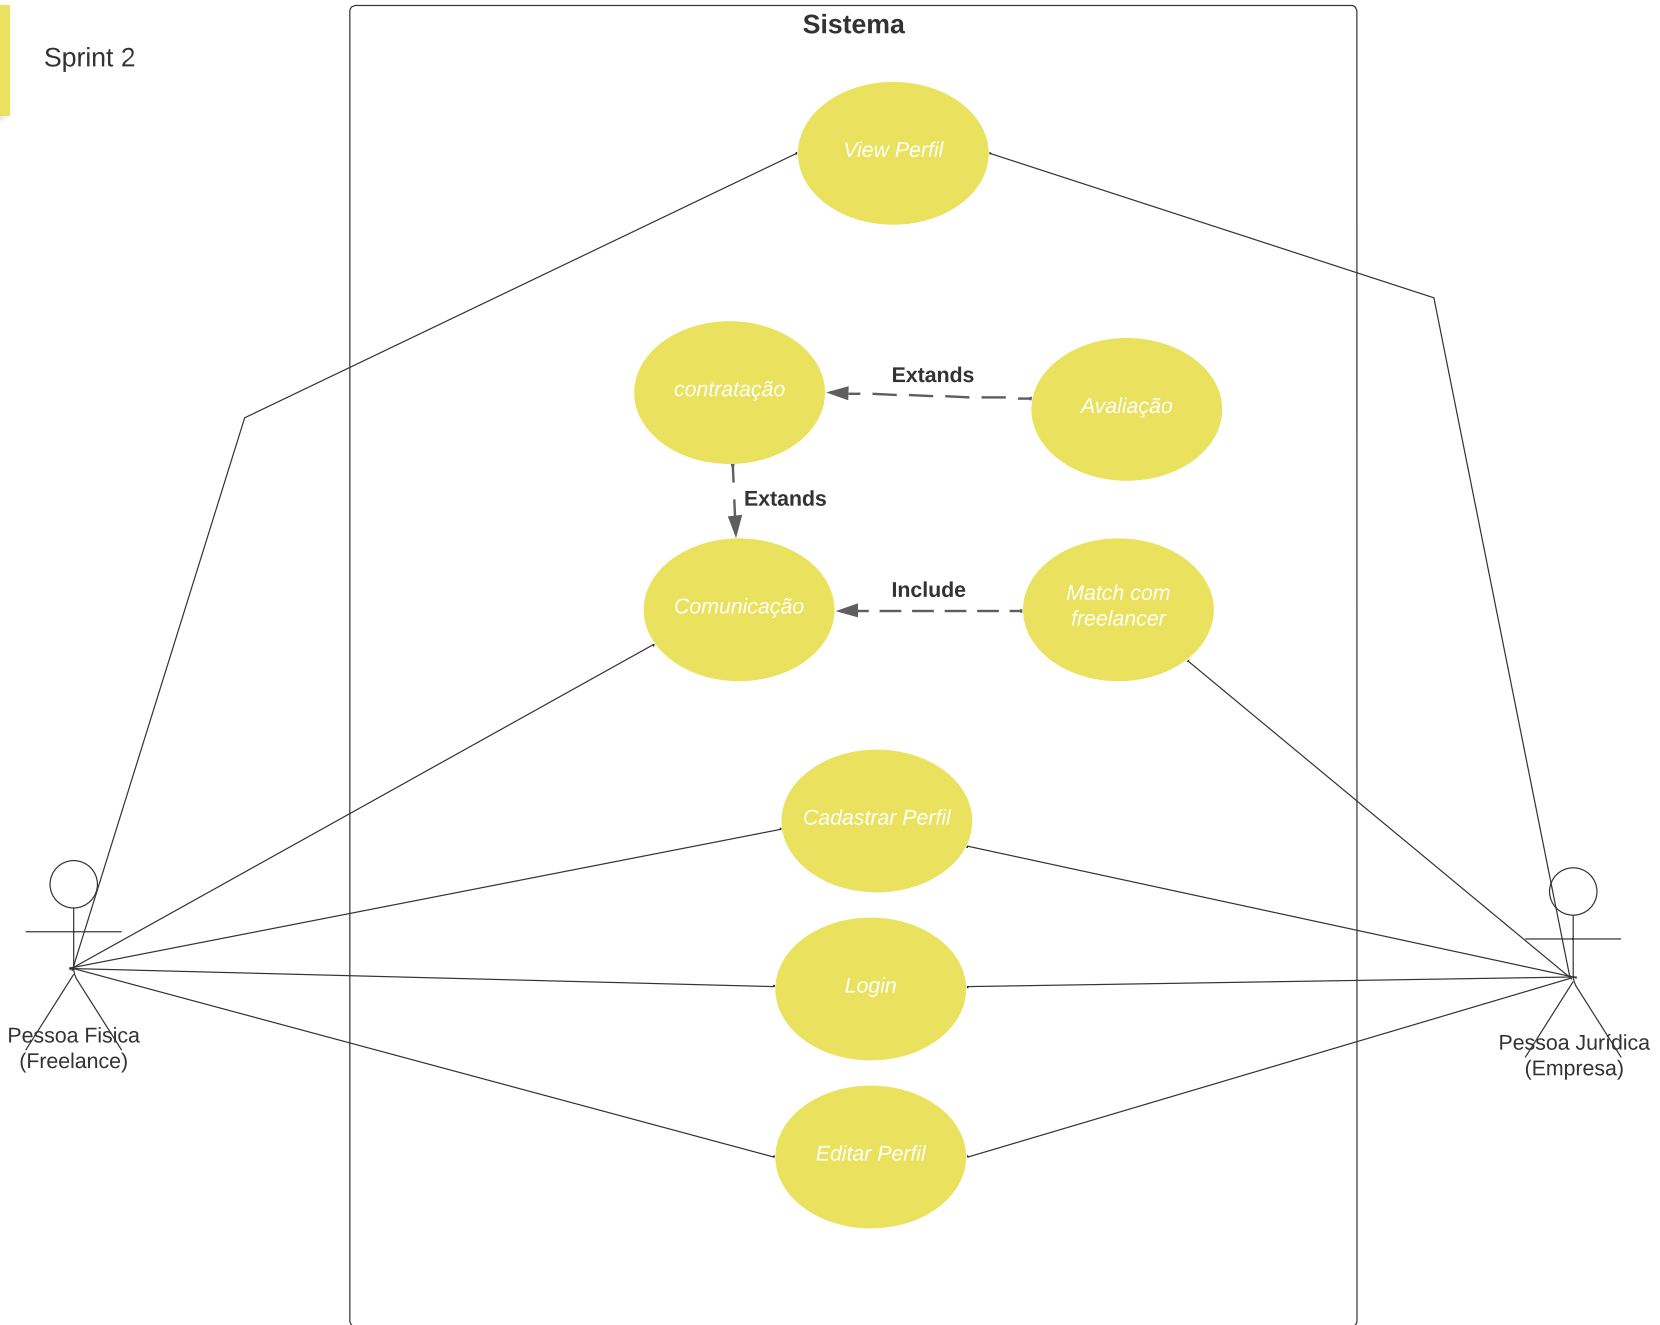 Sistema
Sprint 2
View Perfil
Extands
contratação
Avaliação
Extands
Include
Comunicação
Match com
freelancer
Cadastrar Perfil
Login
Pessoa Fisica
(Freelance)
Pessoa Jurídica
(Empresa)
Editar Perfil